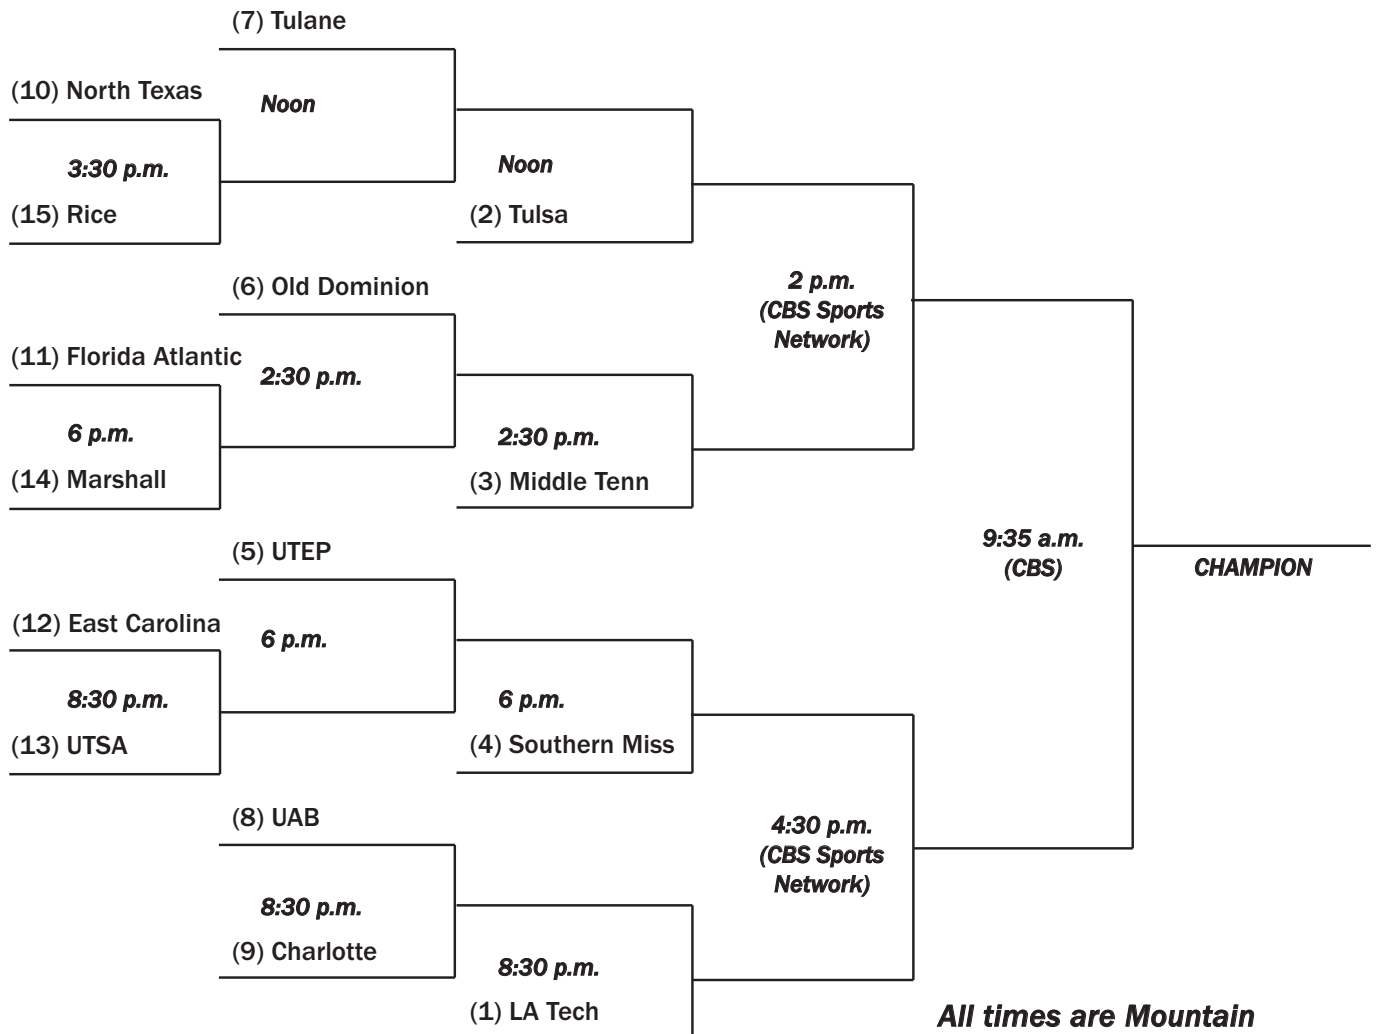 (7) Tulane
(10) North Texas
Noon
3:30 p.m.
(15) Rice
Noon
(2) Tulsa
(6) Old Dominion
2 p.m.
(CBS Sports
Network)
(11) Florida Atlantic
2:30 p.m.
6 p.m.
(14) Marshall
2:30 p.m.
(3) Middle Tenn
(5) UTEP
9:35 a.m.
(CBS)
CHAMPION
(12) East Carolina
6 p.m.
8:30 p.m.
(13) UTSA
6 p.m.
(4) Southern Miss
(8) UAB
4:30 p.m.
(CBS Sports
Network)
8:30 p.m.
(9) Charlotte
8:30 p.m.
(1) LA Tech
All times are Mountain